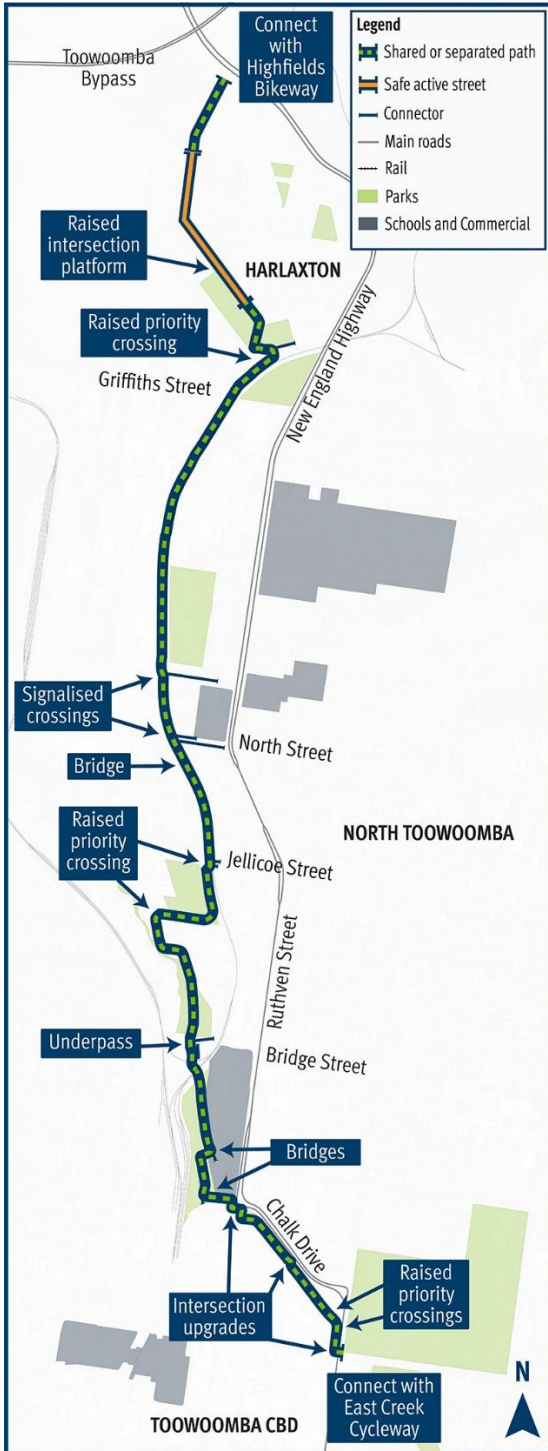 Connect with
Highfields
Bikeway
Toowoomba
Bypass
Legend
Shared or separated path
Safe active street
Connector
Main roads
Rail
Parks
Schools and Commercial
Raised
intersection
platform
HARLAXTON
Raised priority
crossing
Griffiths Street
New England Highway
Signalised
crossings
North Street
Bridge
NORTH TOOWOOMBA
Raised
priority
crossing
Jellicoe Street
Ruthven Street
Underpass
Bridge Street
Bridges
Chalk Drive
Intersection
upgrades
Raised
priority
crossings
Connect with
East Creek
Cycleway
N
TOOWOOMBA CBD